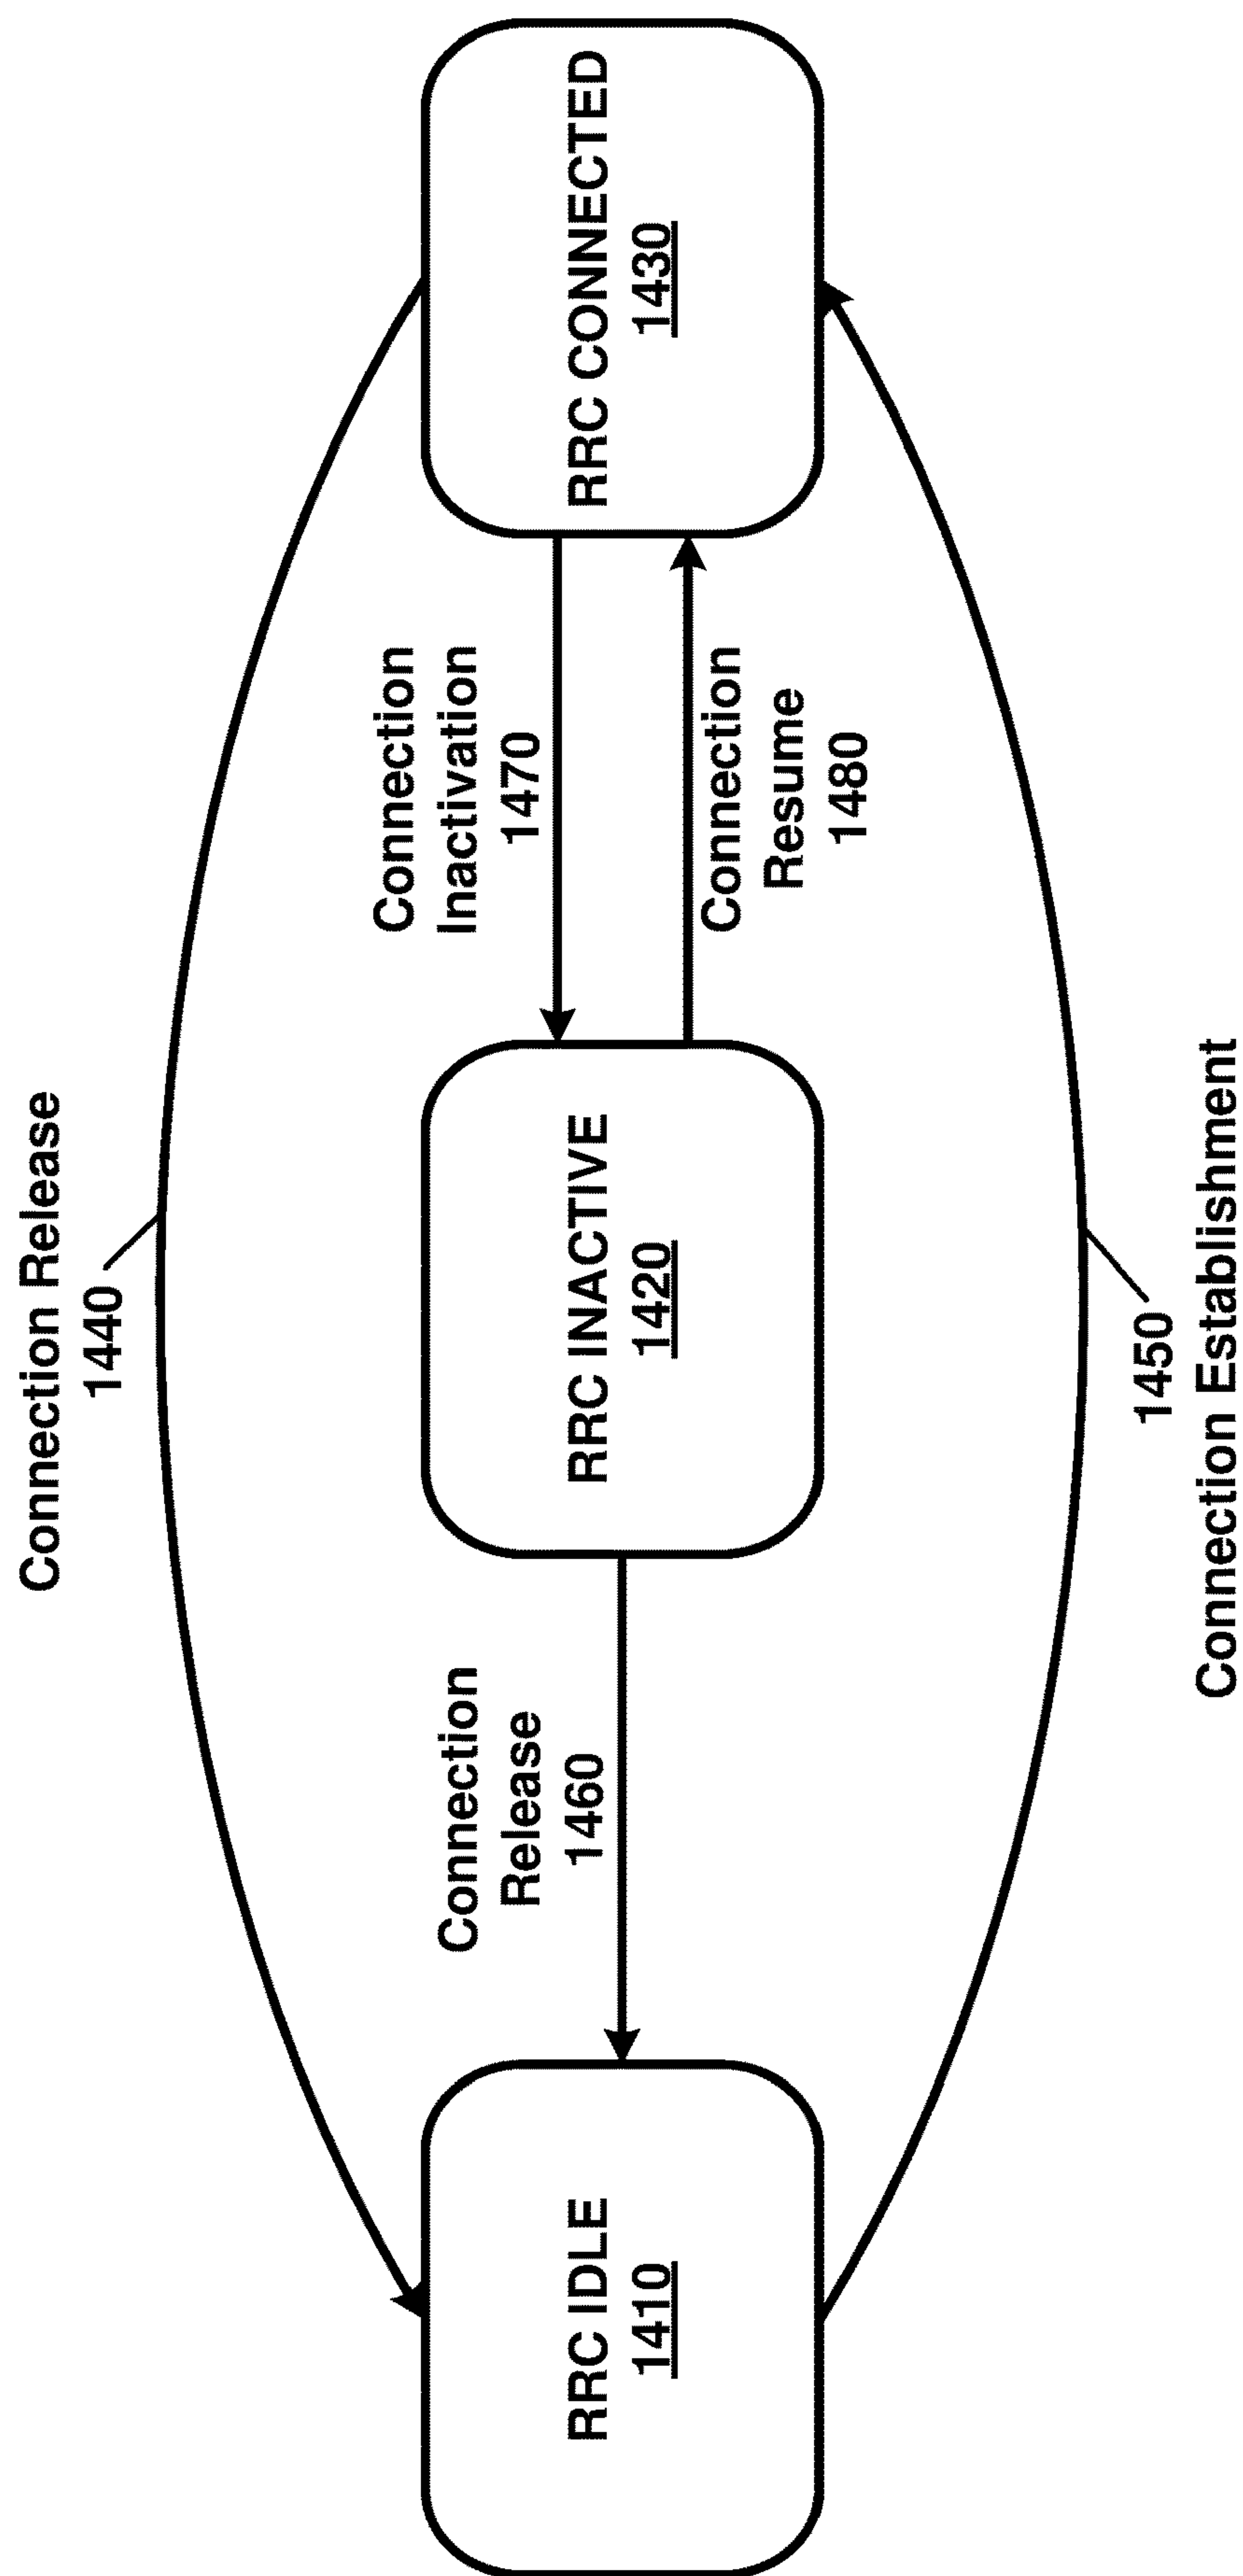 Connection Release
1440
Connection
Release
1460
Connection
Inactivation
1470
RRC IDLE
1410
RRC INACTIVE
1420
RRC CONNECTED
1430
Connection
Resume
1480
1450
Connection Establishment